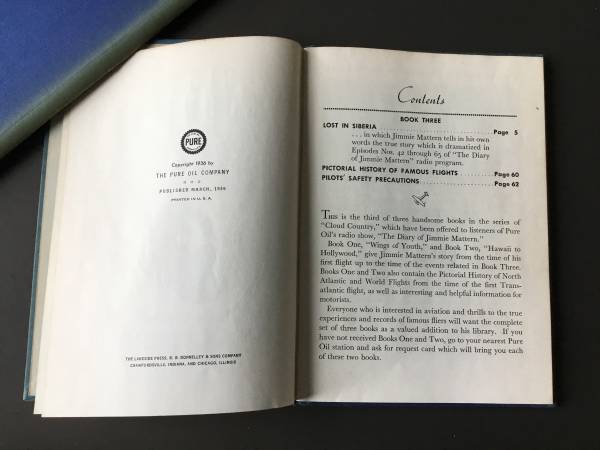 PURE
Copyright 1936 by
THE PURE OIL COMPANY
PUBLISHED MARCH, 1936
PRINTED IN U. S. A.
THE LAKESIDE PRESS, R. R. DONNELLEY & SONS COMPANY
CRAWFORDSVILLE, INDIANA, AND CHICAGO, ILLINOIS
Contents
BOOK THREE
LOST IN SIBERIA .......................... Page 5
. . . in which Jimmie Mattern tells in his own
words the true story which is dramatized in
Episodes Nos. 42 through 65 of "The Diary
of Jimmie Mattern" radio program.
PICTORIAL HISTORY OF FAMOUS FLIGHTS .......... Page 60
PILOTS' SAFETY PRECAUTIONS .................. Page 62
THIS is the third of three handsome books in the series of
"Cloud Country," which have been offered to listeners of Pure
Oil's radio show, "The Diary of Jimmie Mattern."
Book One, "Wings of Youth," and Book Two, "Hawaii to
Hollywood," give Jimmie Mattern's story from the time of his
first flight up to the time of the events related in Book Three.
Books One and Two also contain the Pictorial History of North
Atlantic and World Flights from the time of the first Trans-
atlantic flight, as well as interesting and helpful information for
motorists.
Everyone who is interested in aviation and thrills to the true
experiences and records of famous fliers will want the complete
set of three books as a valued addition to his library. If you
have not received Books One and Two, go to your nearest Pure
Oil station and ask for request card which will bring you each
of these two books.